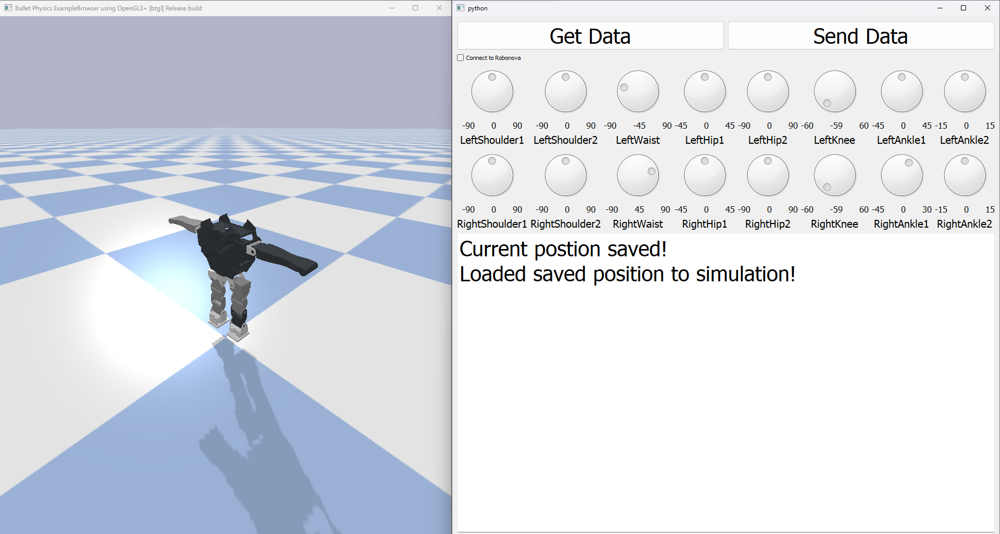 Bullet Physics ExampleBrowser using OpenGL3+ [btgl] Release build
python
Get Data Send Data
Connect to Robonova
-90 0 90 -90 0 90 -90 -45 90 -45 0 45 -90 0 90 -60 -59 60 -45 0 45 -15 0 15
LeftShoulder1 LeftShoulder2 LeftWaist LeftHip1 LeftHip2 LeftKnee LeftAnkle1 LeftAnkle2
-90 0 90 -90 0 90 -90 45 90 -45 0 45 -90 0 90 -60 -59 60 -45 0 30 -15 0 15
RightShoulder1 RightShoulder2 RightWaist RightHip1 RightHip2 RightKnee RightAnkle1 RightAnkle2
Current postion saved!
Loaded saved position to simulation!